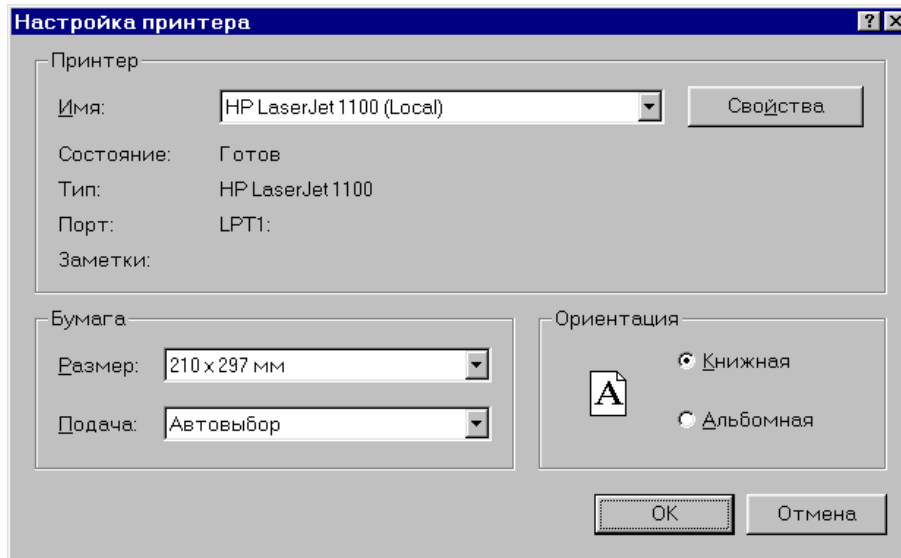 Настройка принтера
Принтер
Имя: HP LaserJet 1100 (Local) Свойства
Состояние: Готов
Тип: HP LaserJet 1100
Порт: LPT1:
Заметки:
Бумага
Размер: 210 x 297 мм
Подача: Автовыбор
Ориентация
A
Книжная
Альбомная
OK Отмена